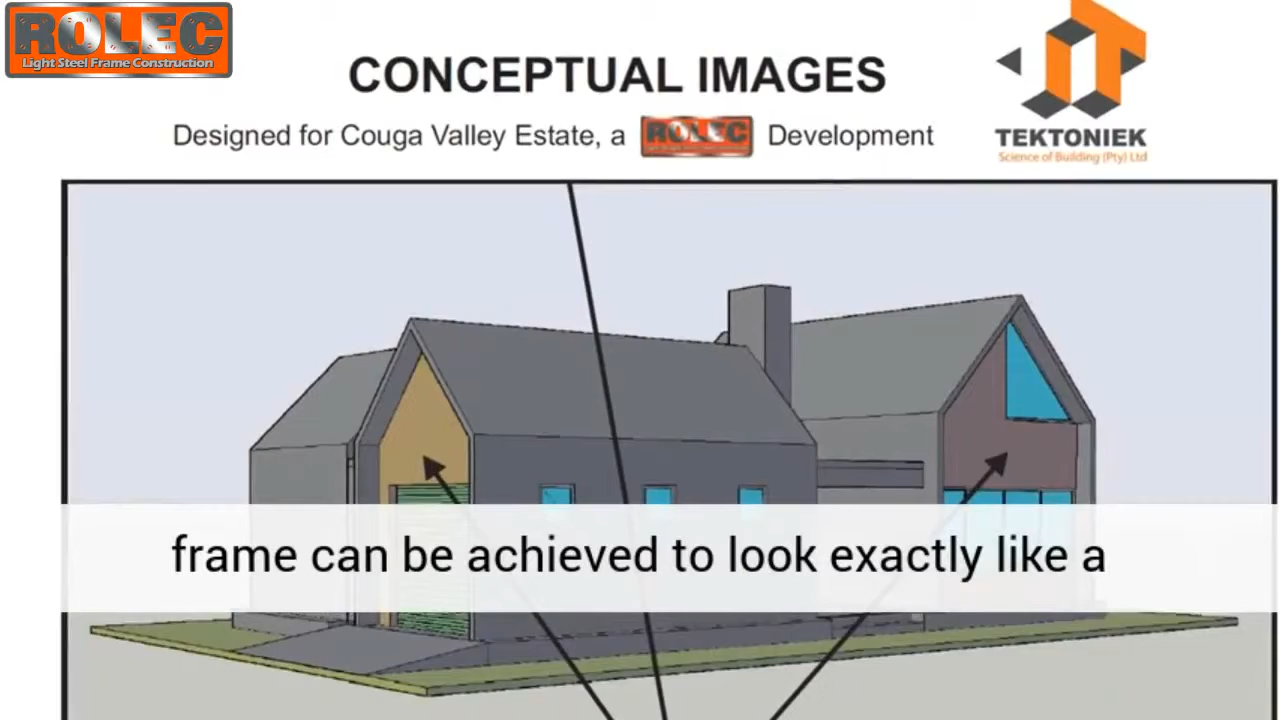 ROLEC
Light Steel Frame Construction
CONCEPTUAL IMAGES
Designed for Couga Valley Estate, a ROLEC Development
TEKTONIEK
Science of Building (Pty) Ltd
frame can be achieved to look exactly like a